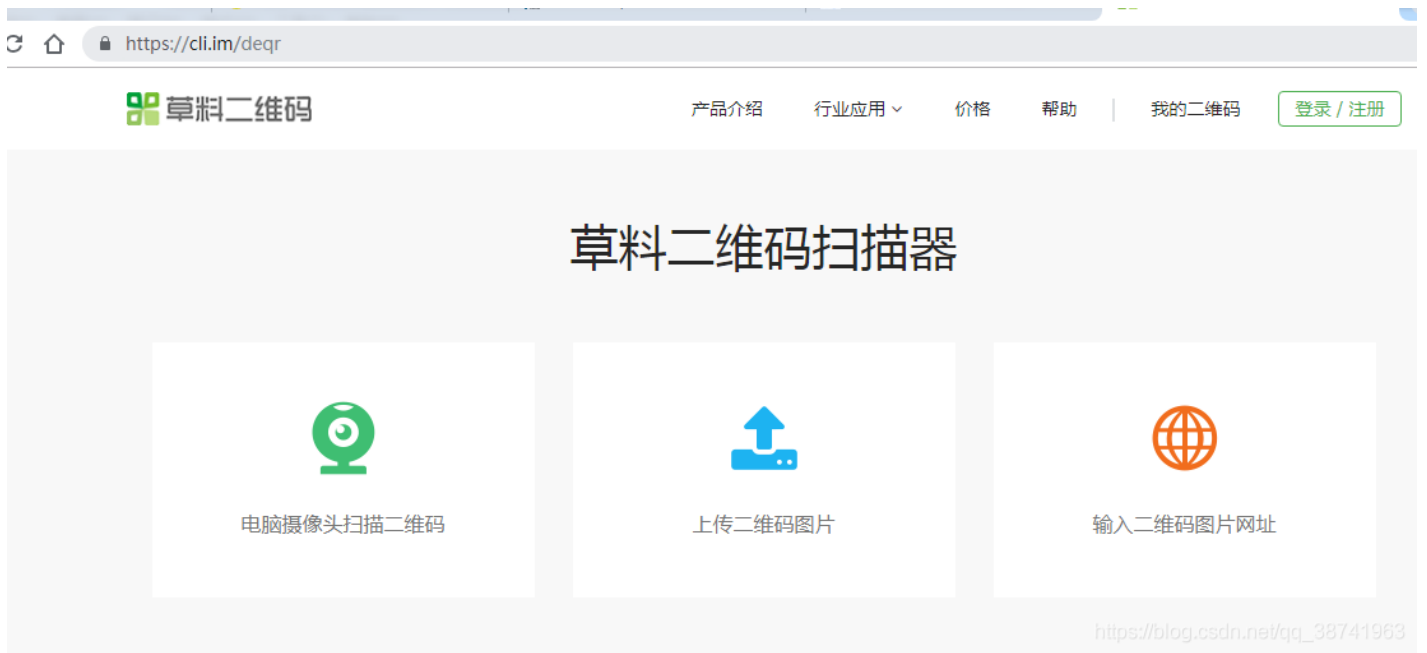 https://cli.im/deqr
草料二维码 产品介绍 行业应用 价格 帮助 我的二维码 登录 / 注册
草料二维码扫描器
电脑摄像头扫描二维码 上传二维码图片 输入二维码图片网址
https://blog.csdn.net/qq_38741963